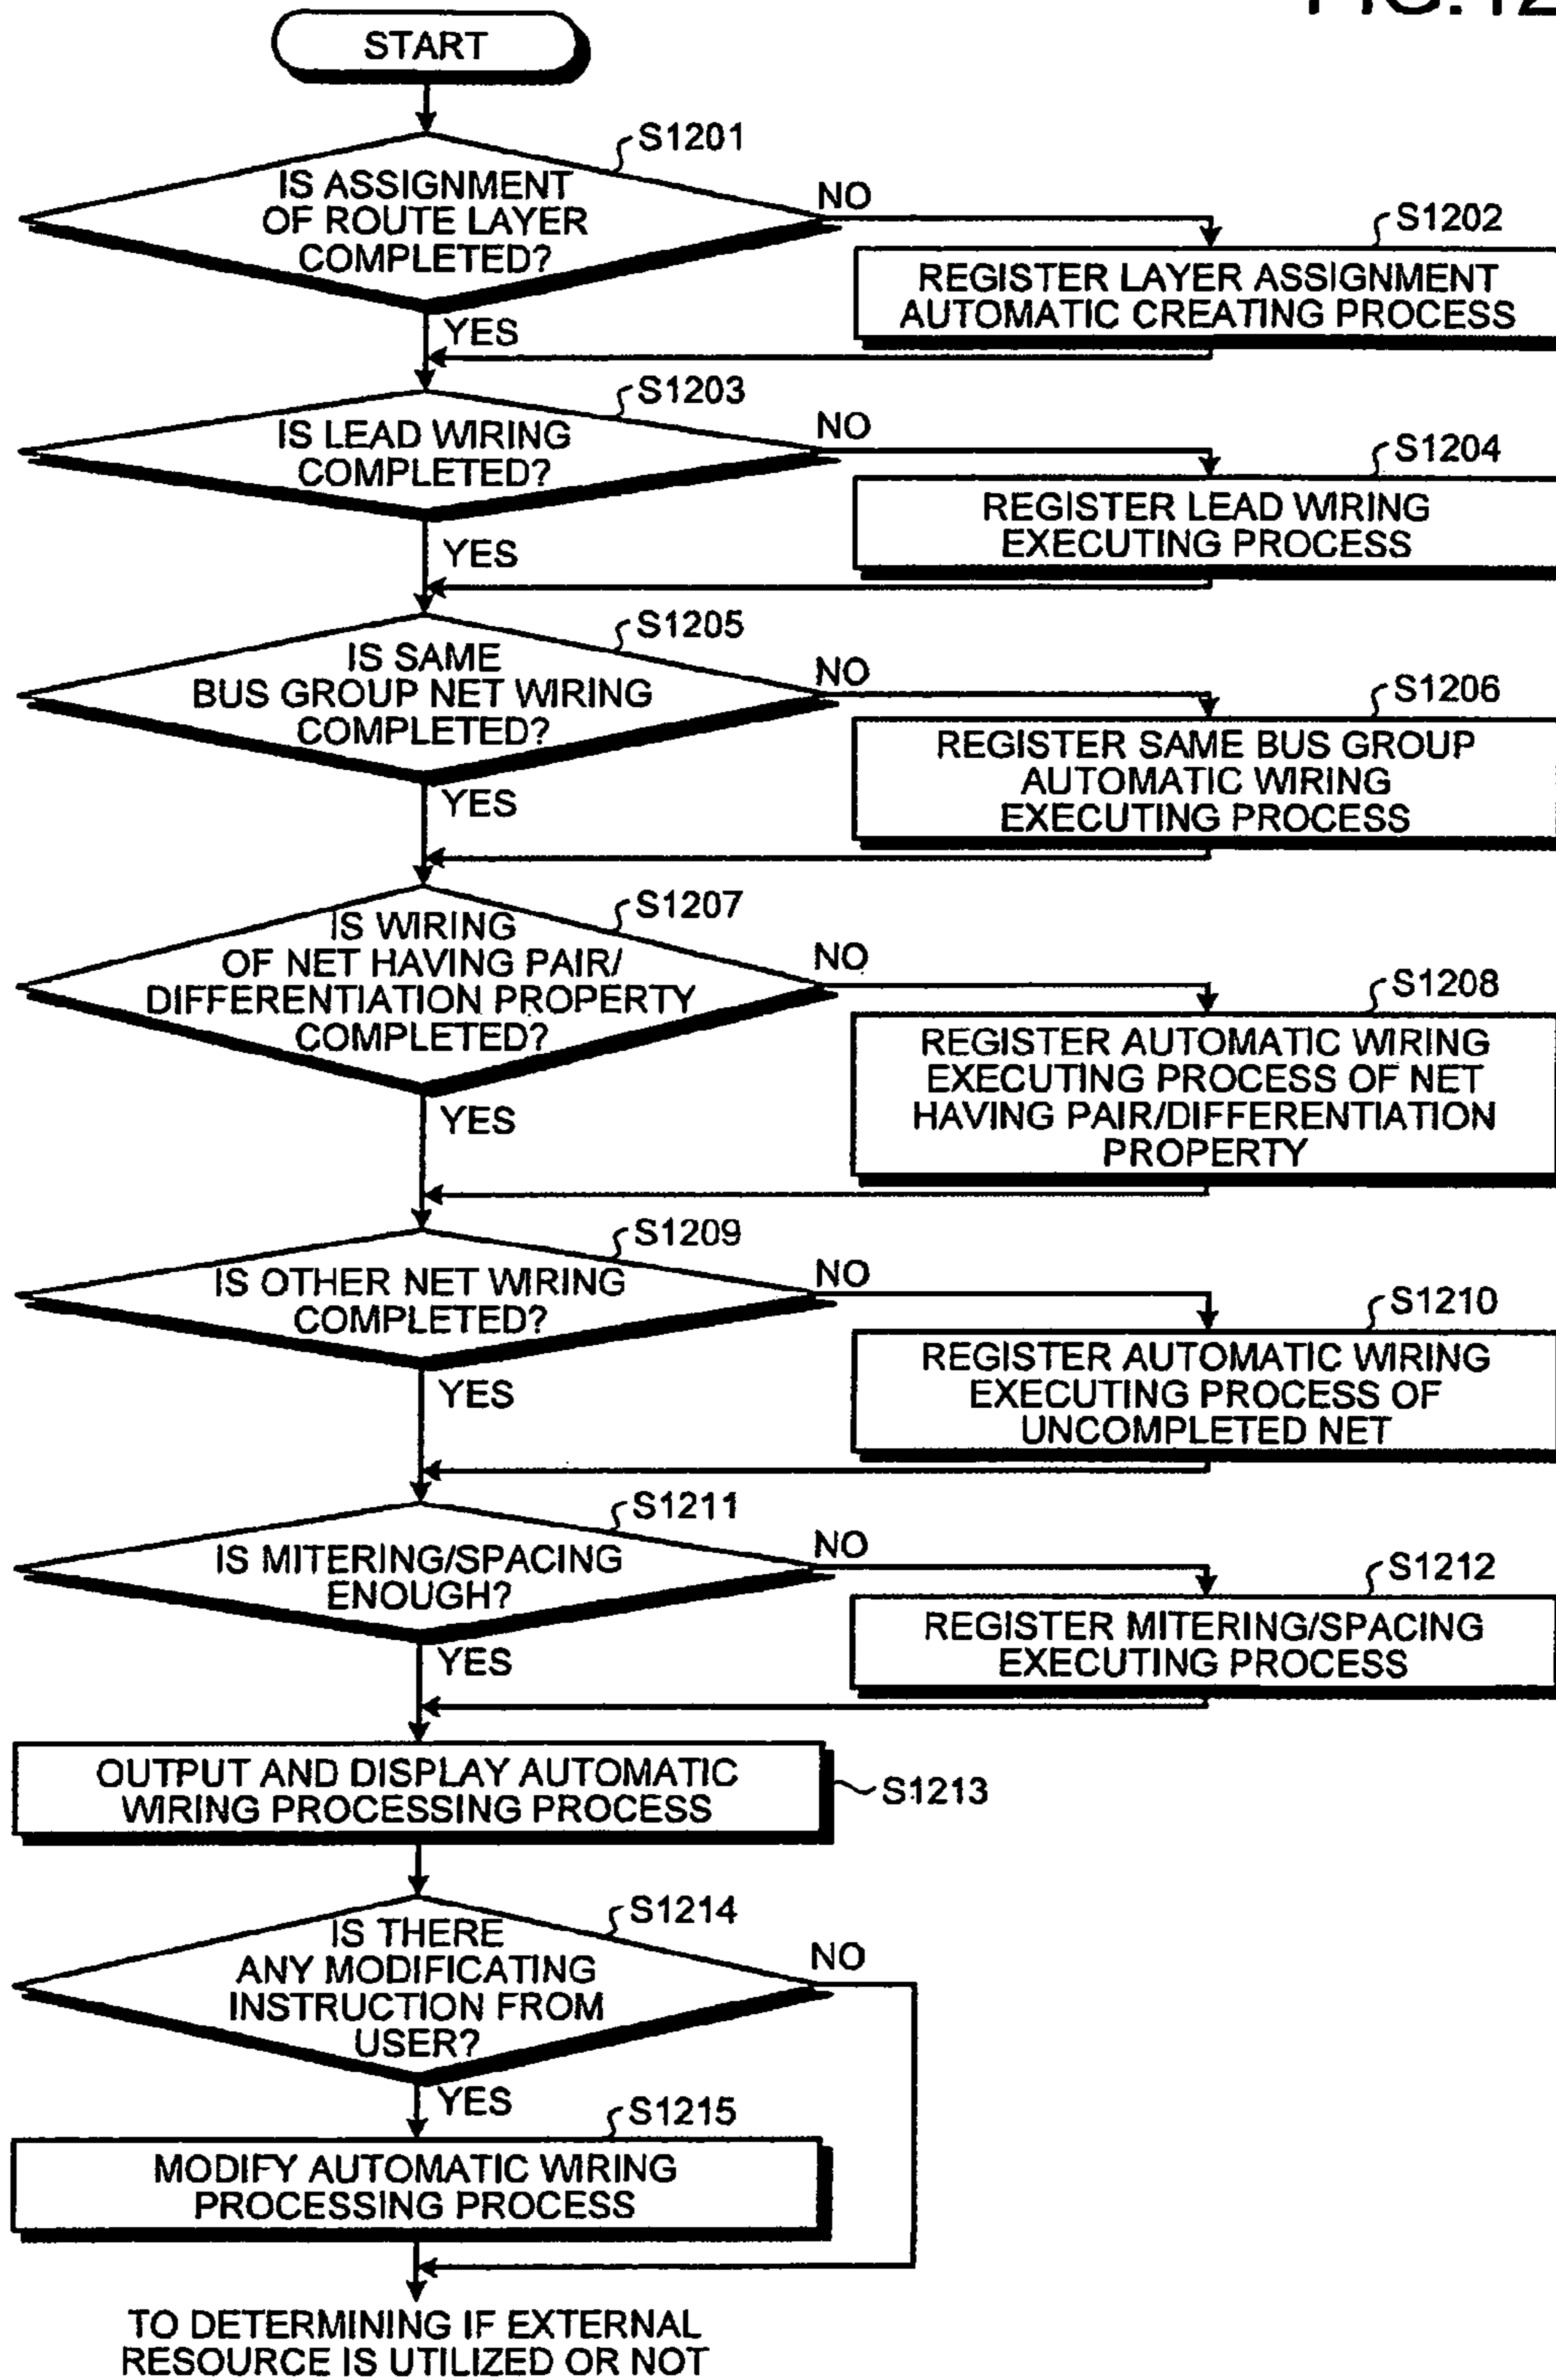 FIG.12
START
S1201
IS ASSIGNMENT
OF ROUTE LAYER
COMPLETED?
NO
YES
S1202
REGISTER LAYER ASSIGNMENT
AUTOMATIC CREATING PROCESS
S1203
IS LEAD WIRING
COMPLETED?
NO
YES
S1204
REGISTER LEAD WIRING
EXECUTING PROCESS
S1205
IS SAME
BUS GROUP NET WIRING
COMPLETED?
NO
YES
S1206
REGISTER SAME BUS GROUP
AUTOMATIC WIRING
EXECUTING PROCESS
S1207
IS WIRING
OF NET HAVING PAIR/
DIFFERENTIATION PROPERTY
COMPLETED?
NO
YES
S1208
REGISTER AUTOMATIC WIRING
EXECUTING PROCESS OF NET
HAVING PAIR/DIFFERENTIATION
PROPERTY
S1209
IS OTHER NET WIRING
COMPLETED?
NO
YES
S1210
REGISTER AUTOMATIC WIRING
EXECUTING PROCESS OF
UNCOMPLETED NET
S1211
IS MITERING/SPACING
ENOUGH?
NO
YES
S1212
REGISTER MITERING/SPACING
EXECUTING PROCESS
OUTPUT AND DISPLAY AUTOMATIC
WIRING PROCESSING PROCESS
S1213
S1214
IS THERE
ANY MODIFICATING
INSTRUCTION FROM
USER?
NO
YES
S1215
MODIFY AUTOMATIC WIRING
PROCESSING PROCESS
TO DETERMINING IF EXTERNAL
RESOURCE IS UTILIZED OR NOT